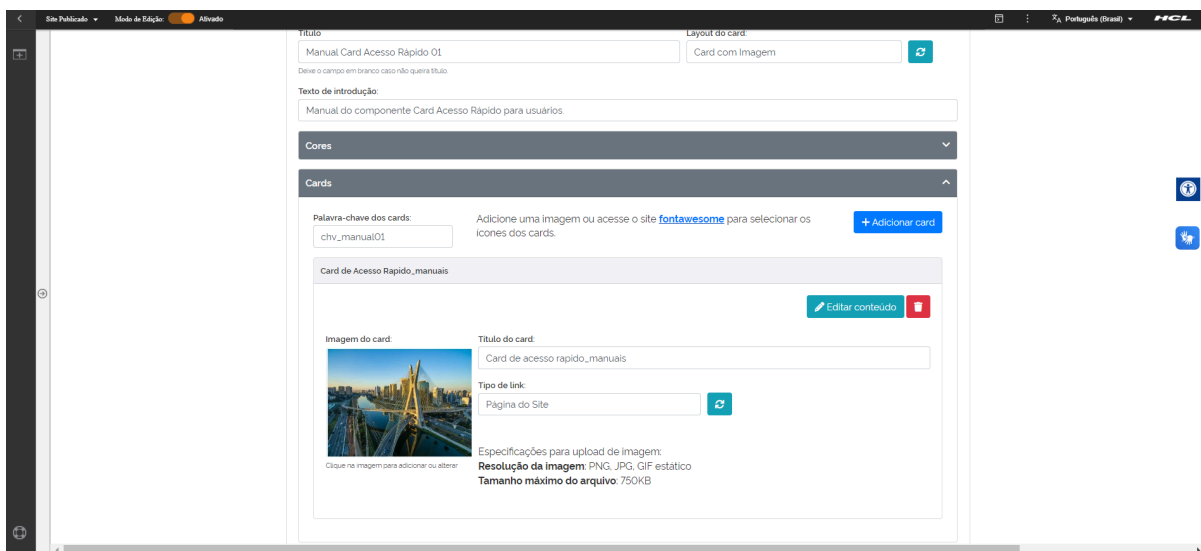 Site Publicado
Modo de Edição:
Ativado
Português (Brasil)
HCL
Título
Layout do card:
Manual Card Acesso Rápido 01
Card com Imagem
Deixe o campo em branco caso não queira título.
Texto de introdução:
Manual do componente Card Acesso Rápido para usuários.
Cores
Cards
Palavra-chave dos cards:
chv_manual01
Adicione uma imagem ou acesse o site fontawesome para selecionar os
ícones dos cards.
+ Adicionar card
Card de Acesso Rapido_manuais
Editar conteúdo
Imagem do card:
Título do card:
Card de acesso rapido_manuais
Tipo de link:
Página do Site
Clique na imagem para adicionar ou alterar
Especificações para upload de imagem:
Resolução da imagem: PNG, JPG, GIF estático
Tamanho máximo do arquivo: 750KB